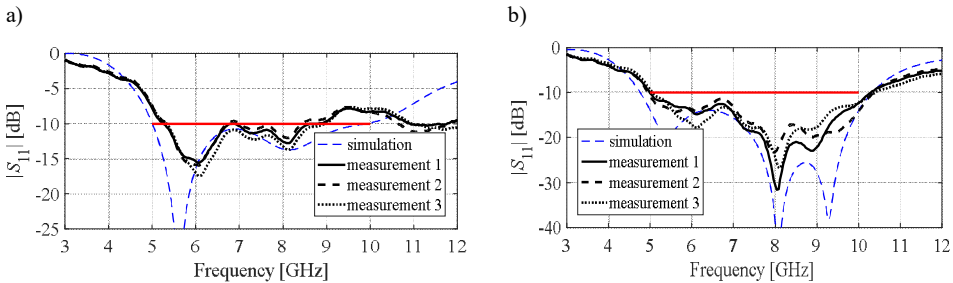 a)
|S11| [dB]
0
-5
-10
-15
-20
-25
3 4 5 6 7 8 9 10 11 12
Frequency [GHz]
simulation
measurement 1
measurement 2
measurement 3
b)
|S11| [dB]
0
-10
-20
-30
-40
3 4 5 6 7 8 9 10 11 12
Frequency [GHz]
simulation
measurement 1
measurement 2
measurement 3